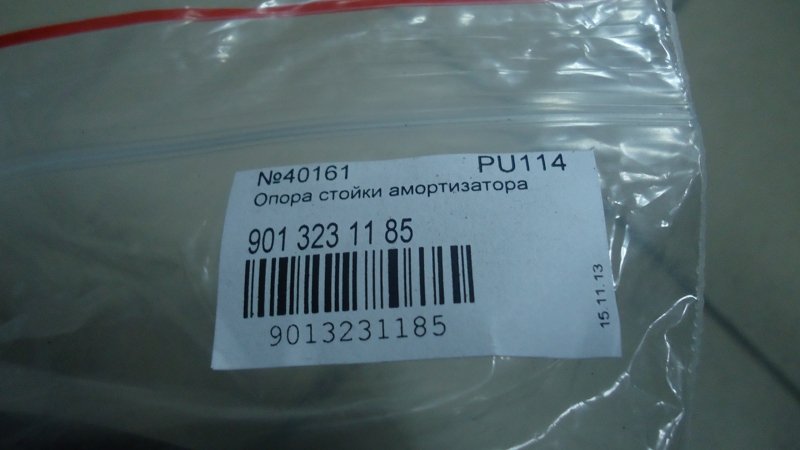 №40161 PU114
Опора стойки амортизатора
901 323 11 85
9013231185
15.11.13